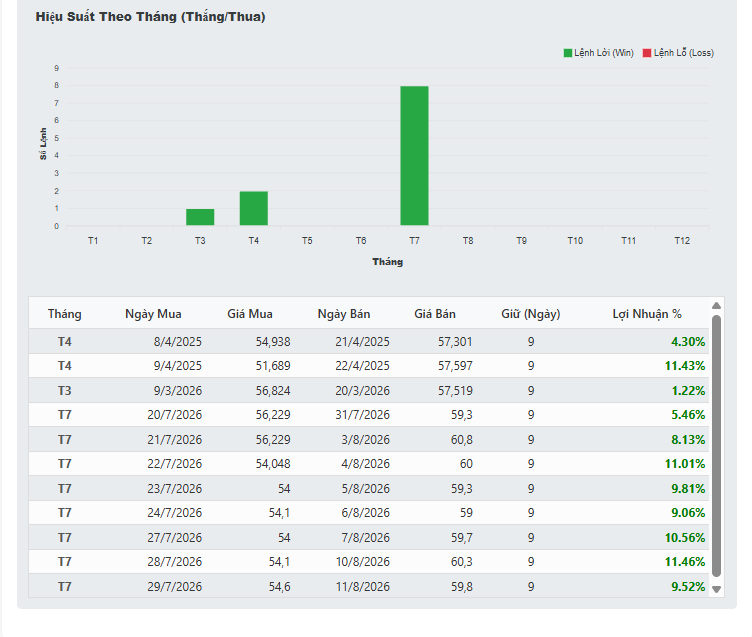 Hiệu Suất Theo Tháng (Thắng/Thua)
Lệnh Lời (Win) Lệnh Lỗ (Loss)
9
8
7
6
5
4
3
2
1
0
Số Lệnh
T1 T2 T3 T4 T5 T6 T7 T8 T9 T10 T11 T12
Tháng
Tháng Ngày Mua Giá Mua Ngày Bán Giá Bán Giữ (Ngày) Lợi Nhuận %
T4 8/4/2025 54,938 21/4/2025 57,301 9 4.30%
T4 9/4/2025 51,689 22/4/2025 57,597 9 11.43%
T3 9/3/2026 56,824 20/3/2026 57,519 9 1.22%
T7 20/7/2026 56,229 31/7/2026 59,3 9 5.46%
T7 21/7/2026 56,229 3/8/2026 60,8 9 8.13%
T7 22/7/2026 54,048 4/8/2026 60 9 11.01%
T7 23/7/2026 54 5/8/2026 59,3 9 9.81%
T7 24/7/2026 54,1 6/8/2026 59 9 9.06%
T7 27/7/2026 54 7/8/2026 59,7 9 10.56%
T7 28/7/2026 54,1 10/8/2026 60,3 9 11.46%
T7 29/7/2026 54,6 11/8/2026 59,8 9 9.52%